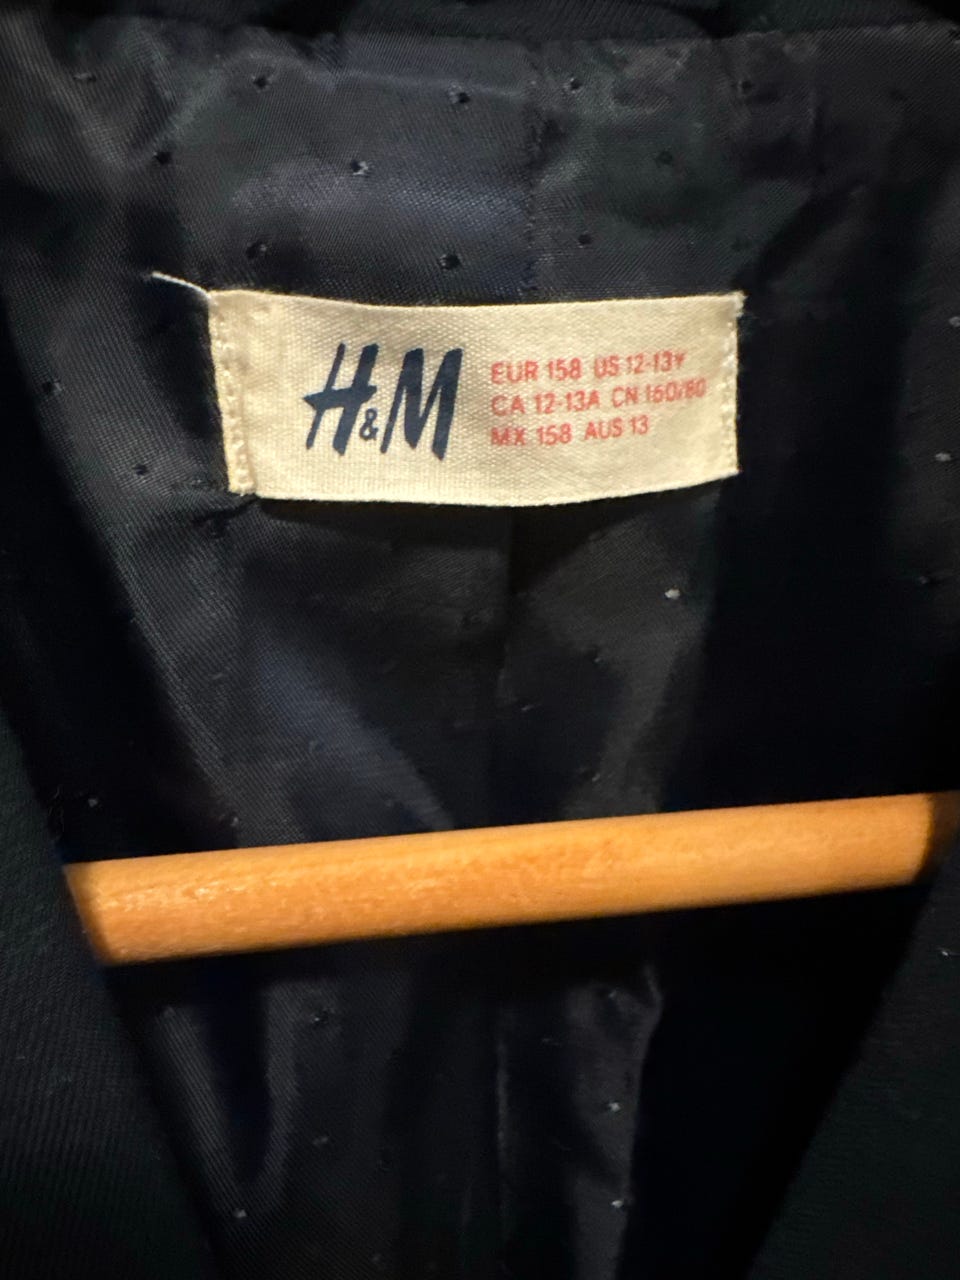 H&M
EUR 158 US 12-13Y
CA 12-13A CN 160/80
MX 158 AUS 13